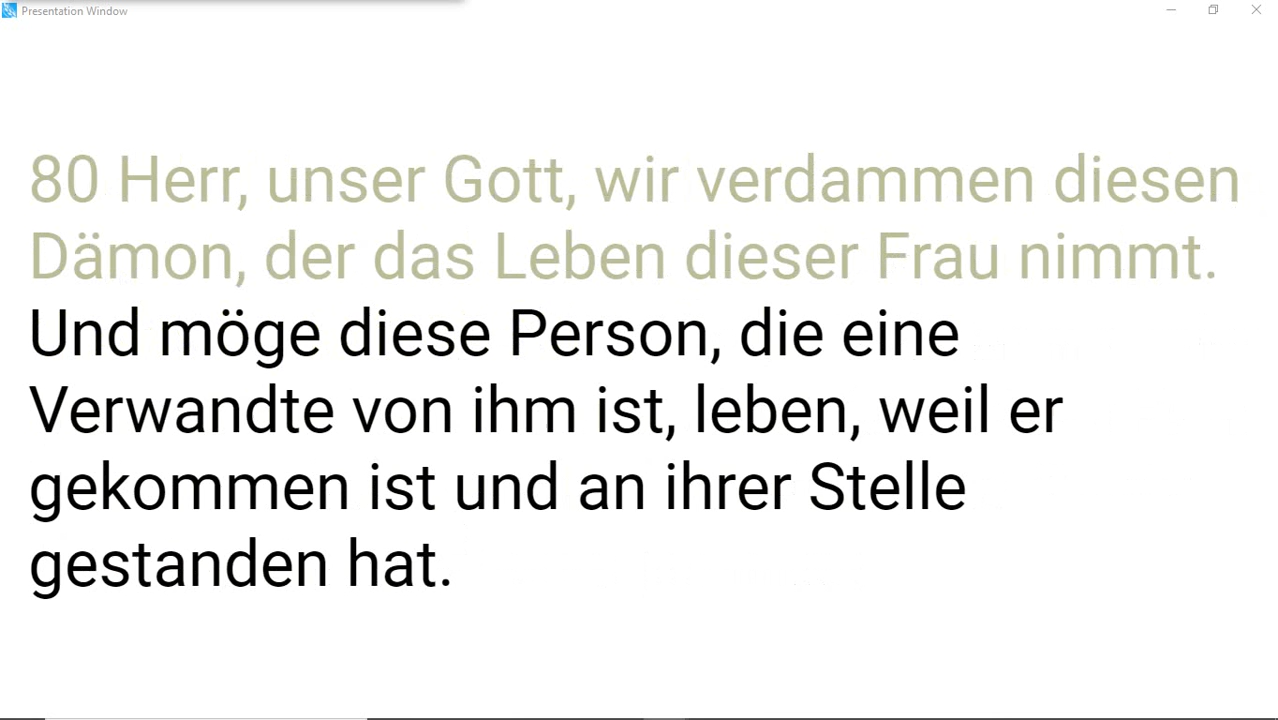 Presentation Window
80 Herr, unser Gott, wir verdammen diesen
Dämon, der das Leben dieser Frau nimmt.
Und möge diese Person, die eine
Verwandte von ihm ist, leben, weil er
gekommen ist und an ihrer Stelle
gestanden hat.